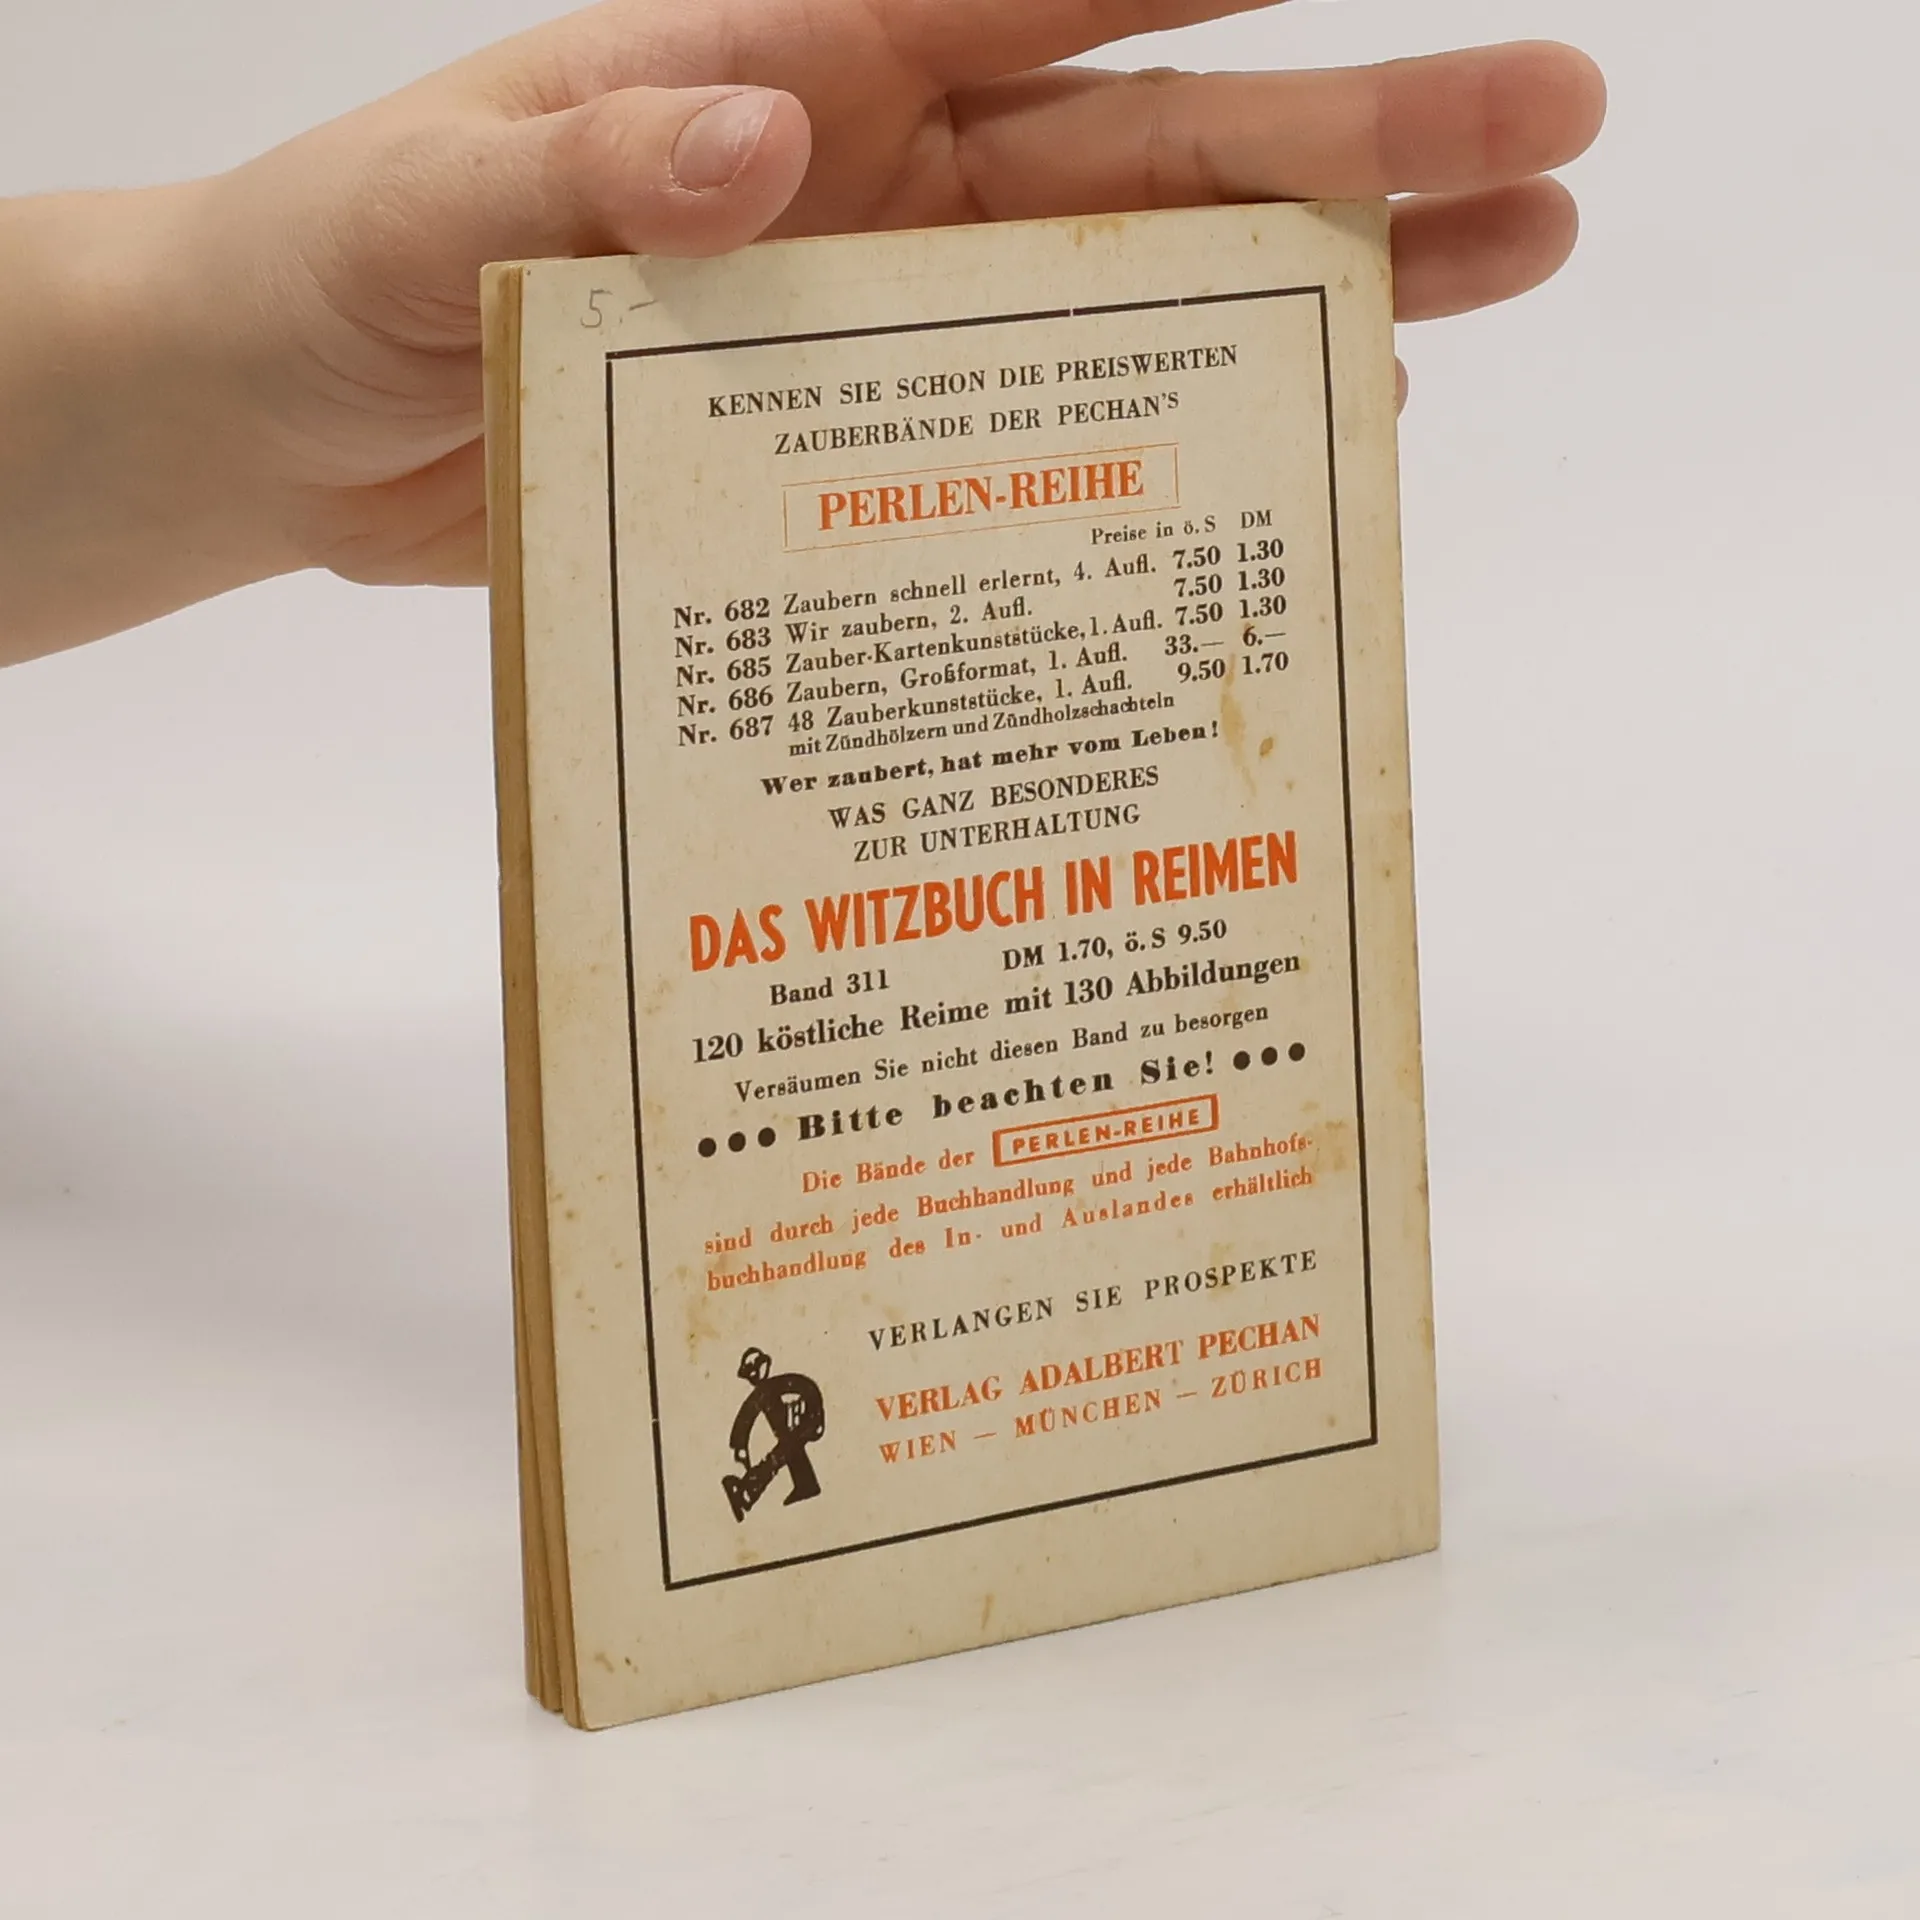 5.-
KENNEN SIE SCHON DIE PREISWERTEN
ZAUBERBÄNDE DER PECHAN'S
PERLEN-REIHE
Preise in ö. S DM
Nr. 682 Zaubern schnell erlernt, 4. Aufl. 7.50 1.30
Nr. 683 Wir zaubern, 2. Aufl. 7.50 1.30
Nr. 685 Zauber-Kartenkunststücke, 1. Aufl. 7.50 1.30
Nr. 686 Zaubern, Großformat, 1. Aufl. 33.— 6.—
Nr. 687 48 Zauberkunststücke, 1. Aufl. 9.50 1.70
mit Zündhölzern und Zündholzschachteln
Wer zaubert, hat mehr vom Leben!
WAS GANZ BESONDERES
ZUR UNTERHALTUNG
DAS WITZBUCH IN REIMEN
Band 311 DM 1.70, ö. S 9.50
120 köstliche Reime mit 130 Abbildungen
Versäumen Sie nicht diesen Band zu besorgen
●●● Bitte beachten Sie! ●●●
Die Bände der PERLEN-REIHE
sind durch jede Buchhandlung und jede Bahnhofs-
buchhandlung des In- und Auslandes erhältlich
VERLANGEN SIE PROSPEKTE
VERLAG ADALBERT PECHAN
WIEN — MÜNCHEN — ZÜRICH